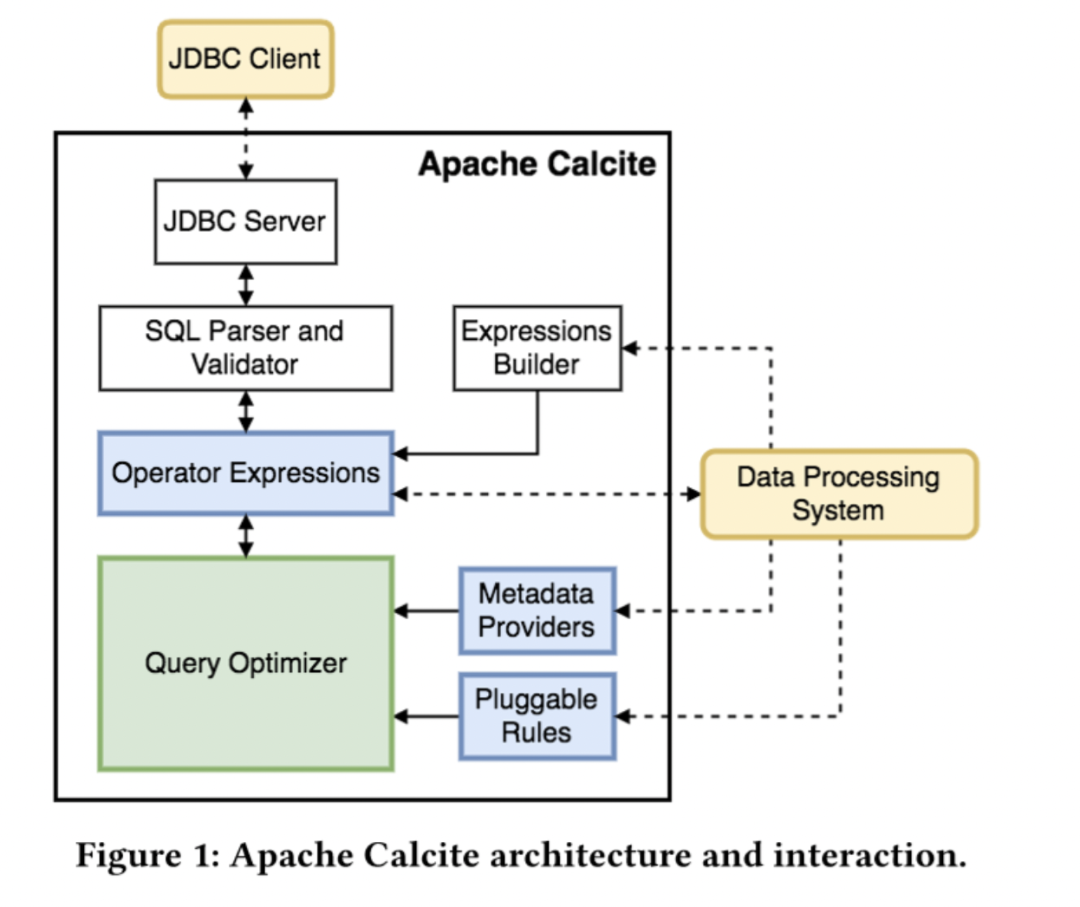 JDBC Client
Apache Calcite
JDBC Server
SQL Parser and
Validator
Expressions
Builder
Operator Expressions
Data Processing
System
Metadata
Providers
Query Optimizer
Pluggable
Rules
Figure 1: Apache Calcite architecture and interaction.